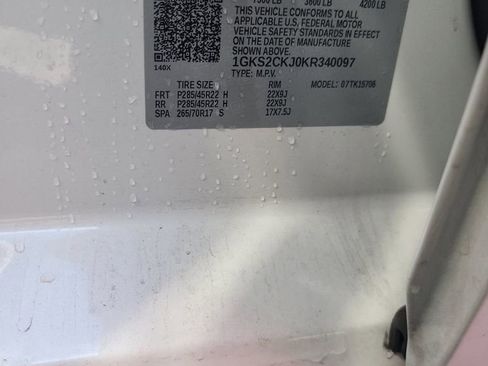 7300 LB 3600 LB 4200 LB
THIS VEHICLE CONFORMS TO ALL
APPLICABLE U.S. FEDERAL MOTOR
VEHICLE SAFETY STANDARDS IN
EFFECT ON THE DATE OF
MANUFACTURE SHOWN ABOVE.
1GKS2CKJ0KR340097
TYPE: M.P.V. MODEL: 07TK15706
140X
TIRE SIZE RIM
FRT P285/45R22 H 22X9J
RR P285/45R22 H 22X9J
SPA 265/70R17 S 17X7.5J